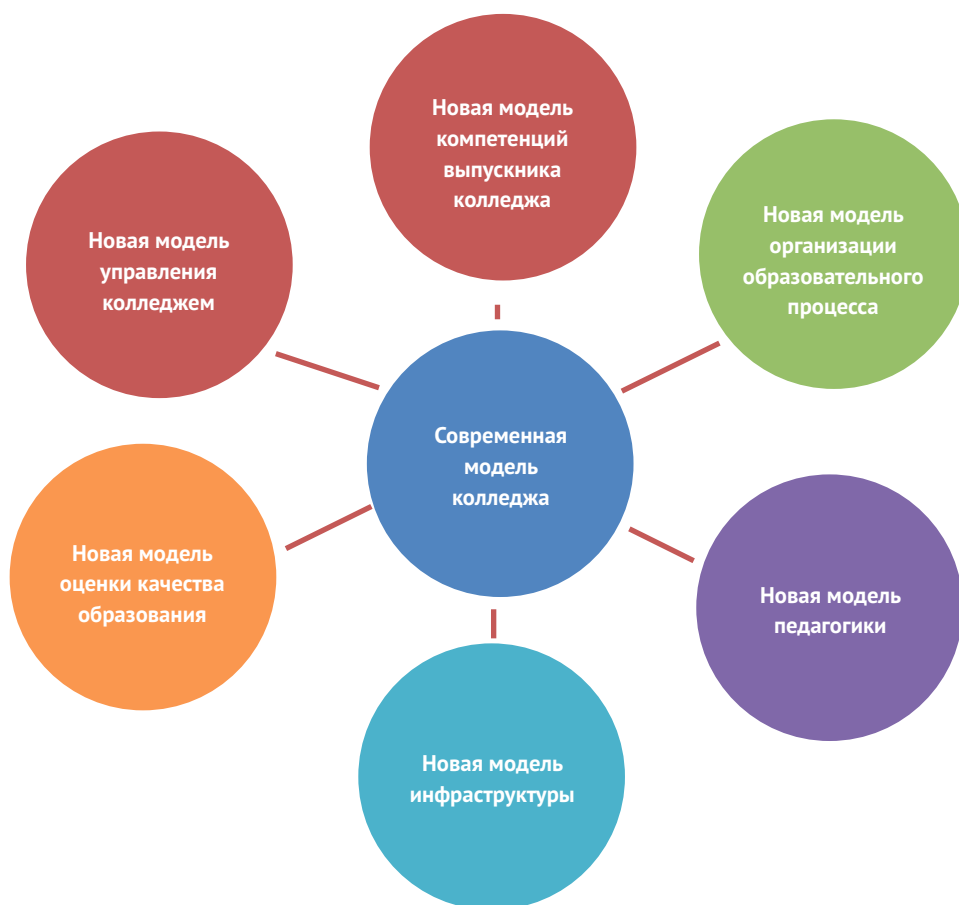 Новая модель
компетенций
выпускника
колледжа
Новая модель
организации
образовательного
процесса
Новая модель
управления
колледжем
Современная
модель
колледжа
Новая модель
оценки качества
образования
Новая модель
педагогики
Новая модель
инфраструктуры